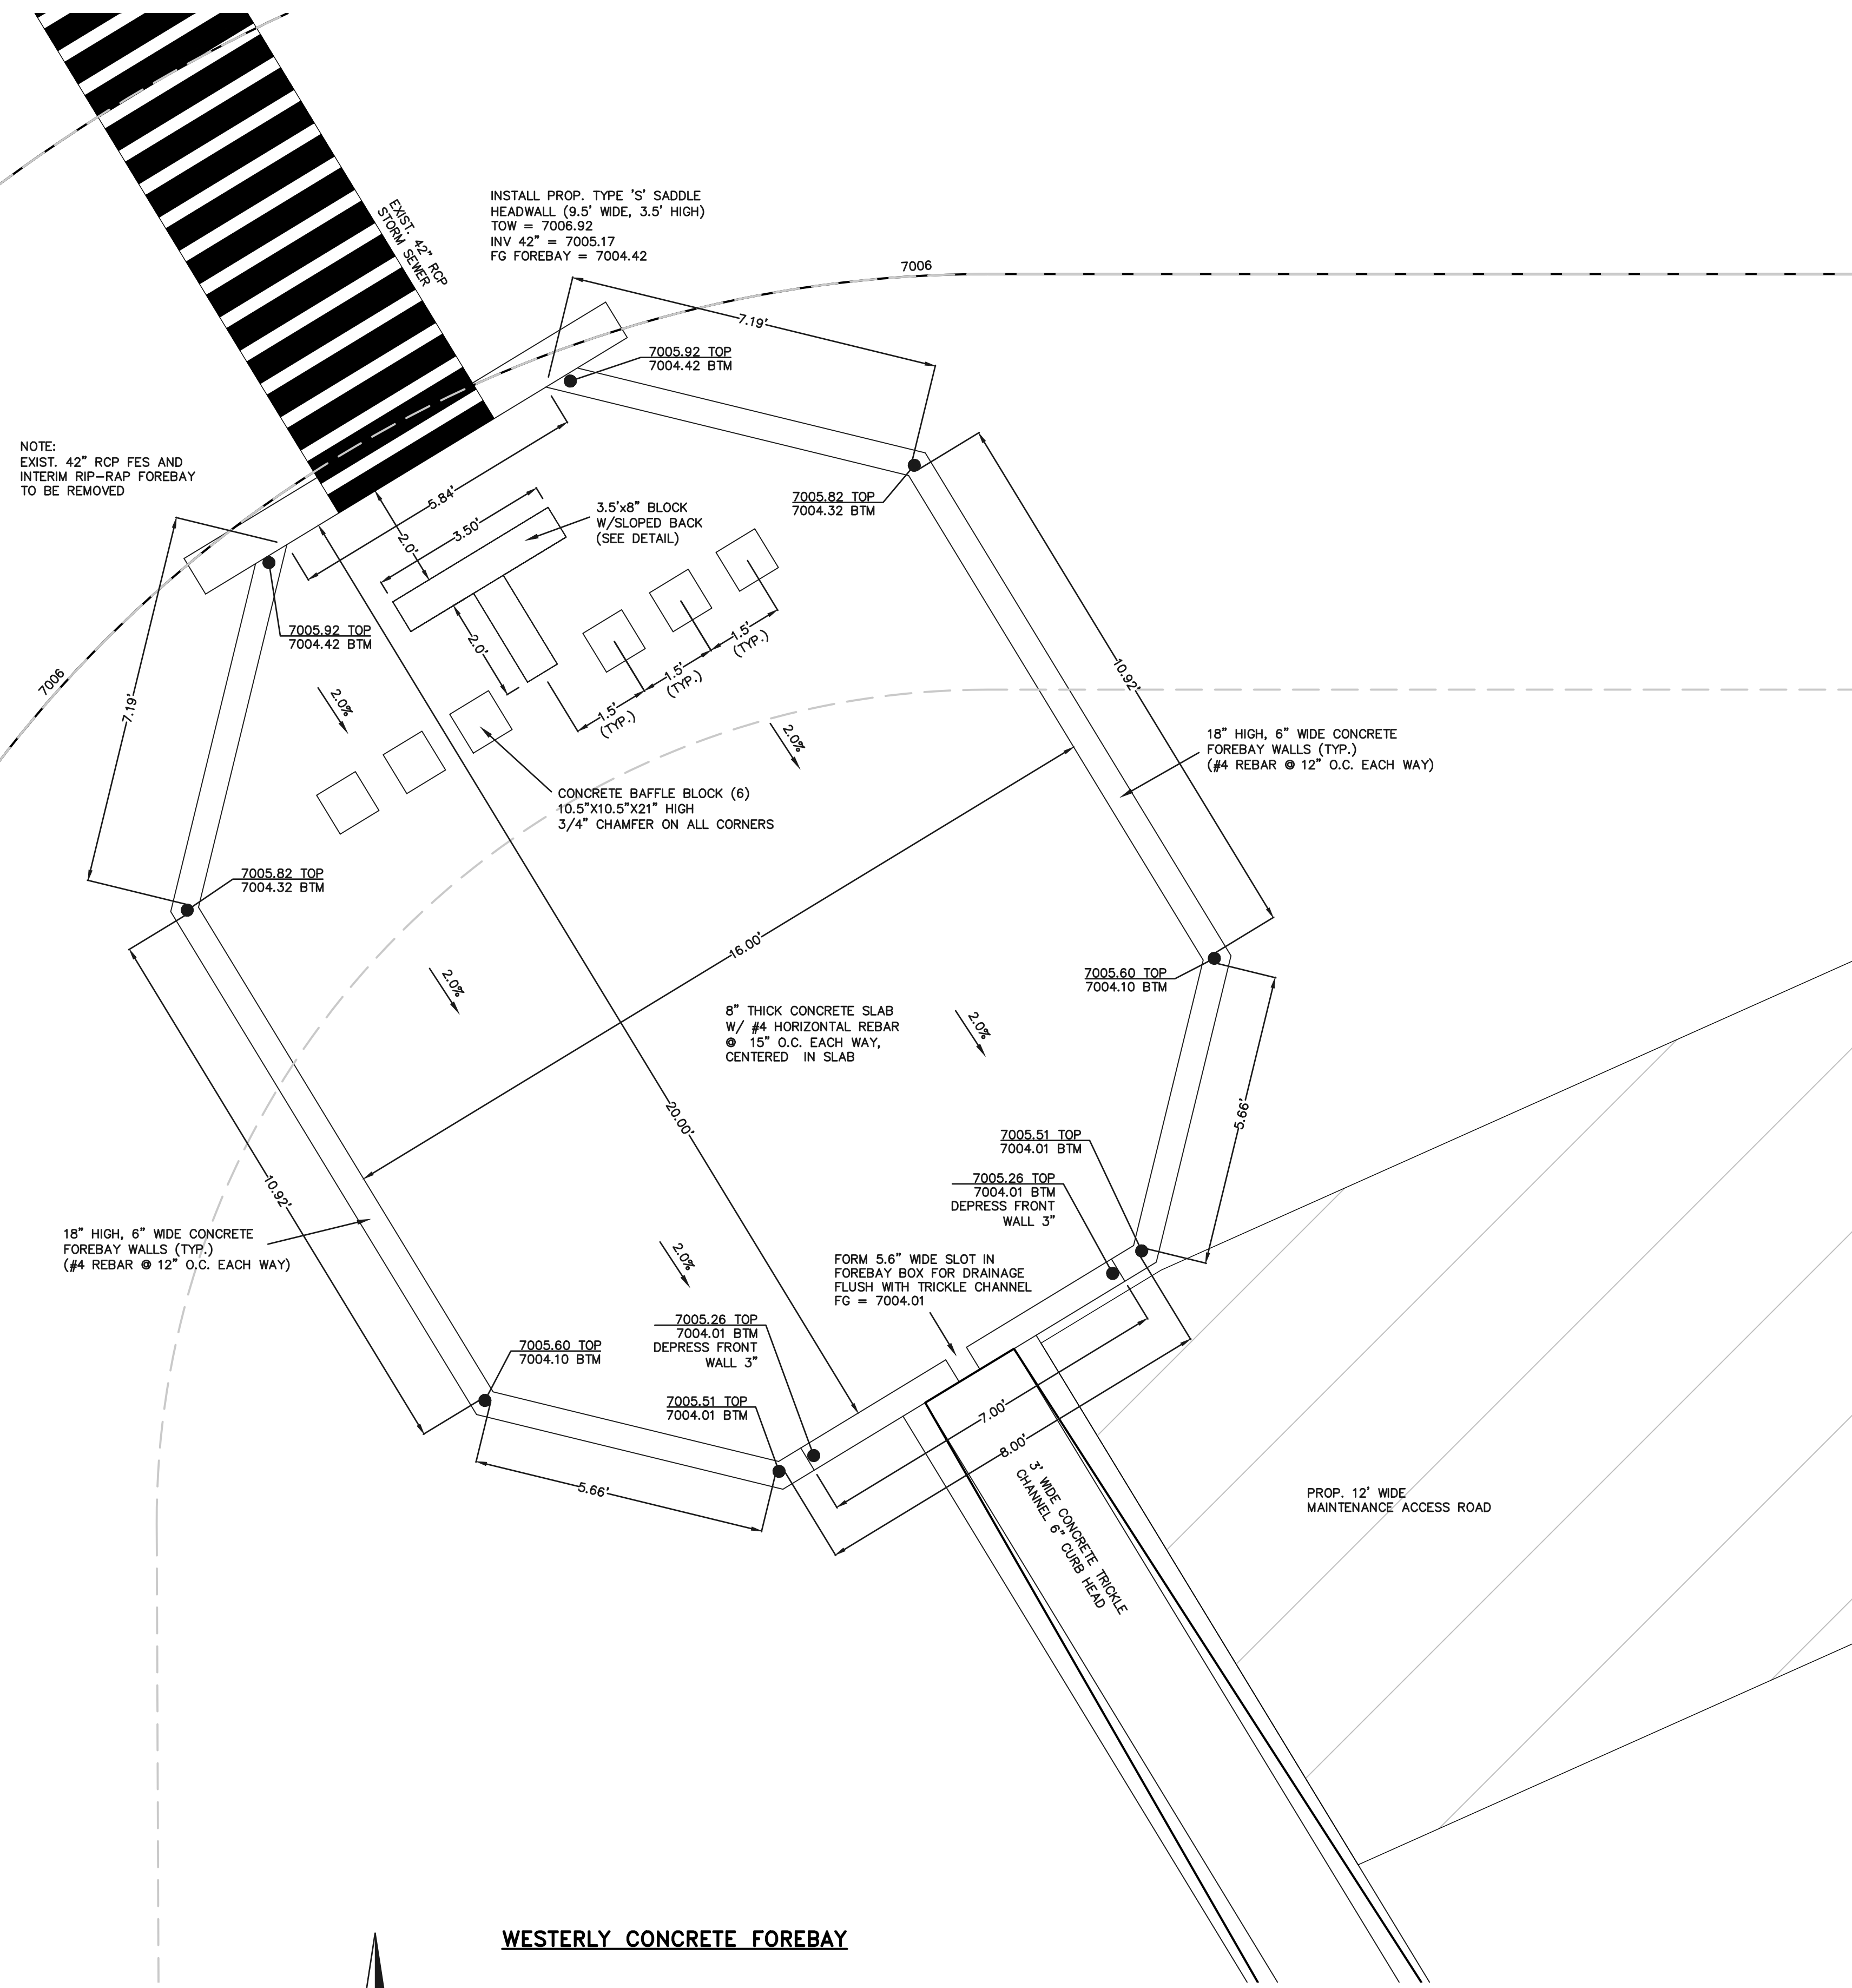 EXIST. 42" RCP
STORM SEWER
INSTALL PROP. TYPE 'S' SADDLE
HEADWALL (9.5' WIDE, 3.5' HIGH)
TOW = 7006.92
INV 42" = 7005.17
FG FOREBAY = 7004.42
7006
7.19'
7005.92 TOP
7004.42 BTM
NOTE:
EXIST. 42" RCP FES AND
INTERIM RIP-RAP FOREBAY
TO BE REMOVED
5.84'
3.50'
2.0'
3.5'x8" BLOCK
W/SLOPED BACK
(SEE DETAIL)
7005.82 TOP
7004.32 BTM
7005.92 TOP
7004.42 BTM
2.0'
1.5'
(TYP.)
1.5'
(TYP.)
1.5'
(TYP.)
10.92'
7006
7.19'
2.0%
2.0%
18" HIGH, 6" WIDE CONCRETE
FOREBAY WALLS (TYP.)
(#4 REBAR @ 12" O.C. EACH WAY)
CONCRETE BAFFLE BLOCK (6)
10.5"X10.5"X21" HIGH
3/4" CHAMFER ON ALL CORNERS
7005.82 TOP
7004.32 BTM
16.00'
7005.60 TOP
7004.10 BTM
2.0%
8" THICK CONCRETE SLAB
W/ #4 HORIZONTAL REBAR
@ 15" O.C. EACH WAY,
CENTERED IN SLAB
2.0%
20.00'
5.66'
7005.51 TOP
7004.01 BTM
7005.26 TOP
7004.01 BTM
DEPRESS FRONT
WALL 3"
10.92'
18" HIGH, 6" WIDE CONCRETE
FOREBAY WALLS (TYP.)
(#4 REBAR @ 12" O.C. EACH WAY)
2.0%
FORM 5.6" WIDE SLOT IN
FOREBAY BOX FOR DRAINAGE
FLUSH WITH TRICKLE CHANNEL
FG = 7004.01
7005.26 TOP
7004.01 BTM
DEPRESS FRONT
WALL 3"
7005.60 TOP
7004.10 BTM
7005.51 TOP
7004.01 BTM
7.00'
8.00'
5.66'
3' WIDE CONCRETE TRICKLE
CHANNEL 6" CURB HEAD
PROP. 12' WIDE
MAINTENANCE ACCESS ROAD
WESTERLY CONCRETE FOREBAY